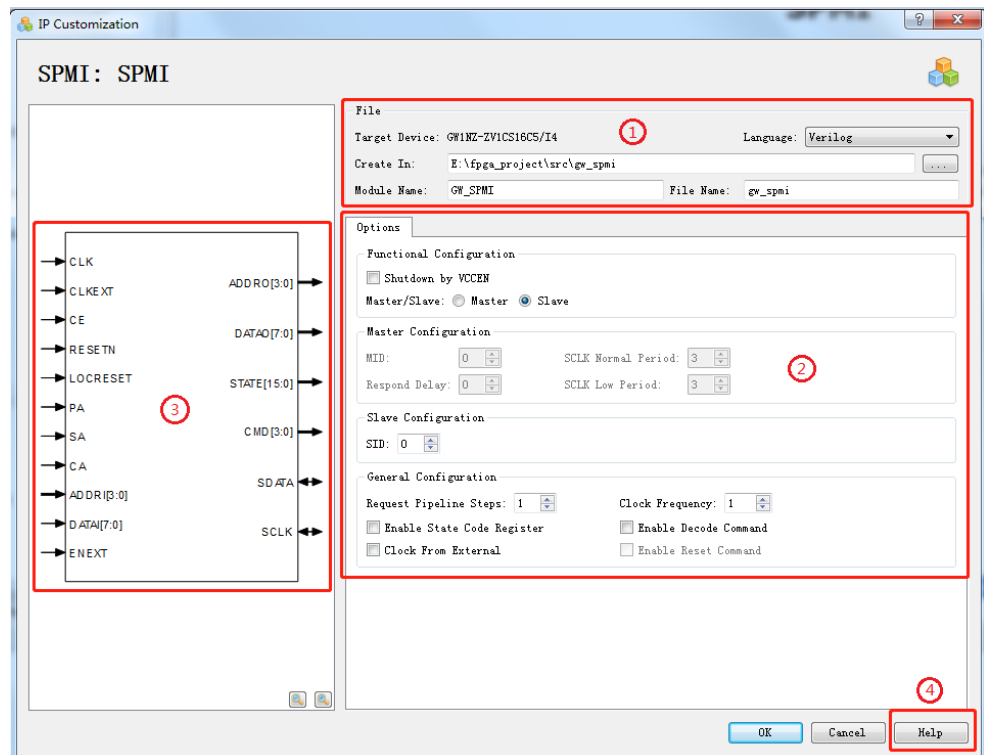 IP Customization
SPMI: SPMI
File
Target Device: GW1NZ-ZV1CS16C5/I4
1
Language: Verilog
Create In: E:\fpga_project\src\gw_spmi ...
Module Name: GW_SPMI File Name: gw_spmi
Options
Functional Configuration
Shutdown by VCCEN
Master/Slave: Master Slave
Master Configuration
MID: 0 SCLK Normal Period: 3
2
Respond Delay: 0 SCLK Low Period: 3
Slave Configuration
SID: 0
General Configuration
Request Pipeline Steps: 1 Clock Frequency: 1
Enable State Code Register Enable Decode Command
Clock From External Enable Reset Command
CLK
CLKEXT
CE
RESETN
LOCRESET
PA
SA
CA
ADDRI[3:0]
DATAI[7:0]
ENEXT
3
ADDRO[3:0]
DATAO[7:0]
STATE[15:0]
CMD[3:0]
SDATA
SCLK
4
OK Cancel Help